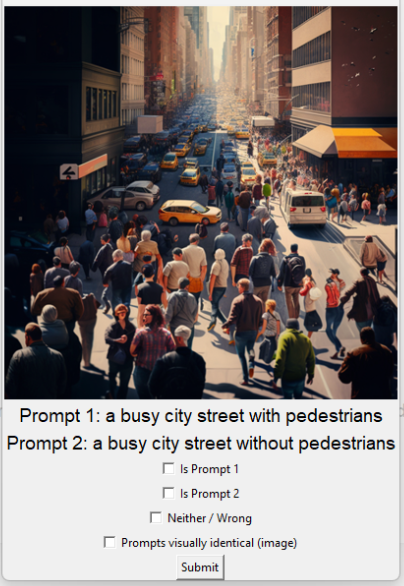 Prompt 1: a busy city street with pedestrians
Prompt 2: a busy city street without pedestrians
Is Prompt 1
Is Prompt 2
Neither / Wrong
Prompts visually identical (image)
Submit